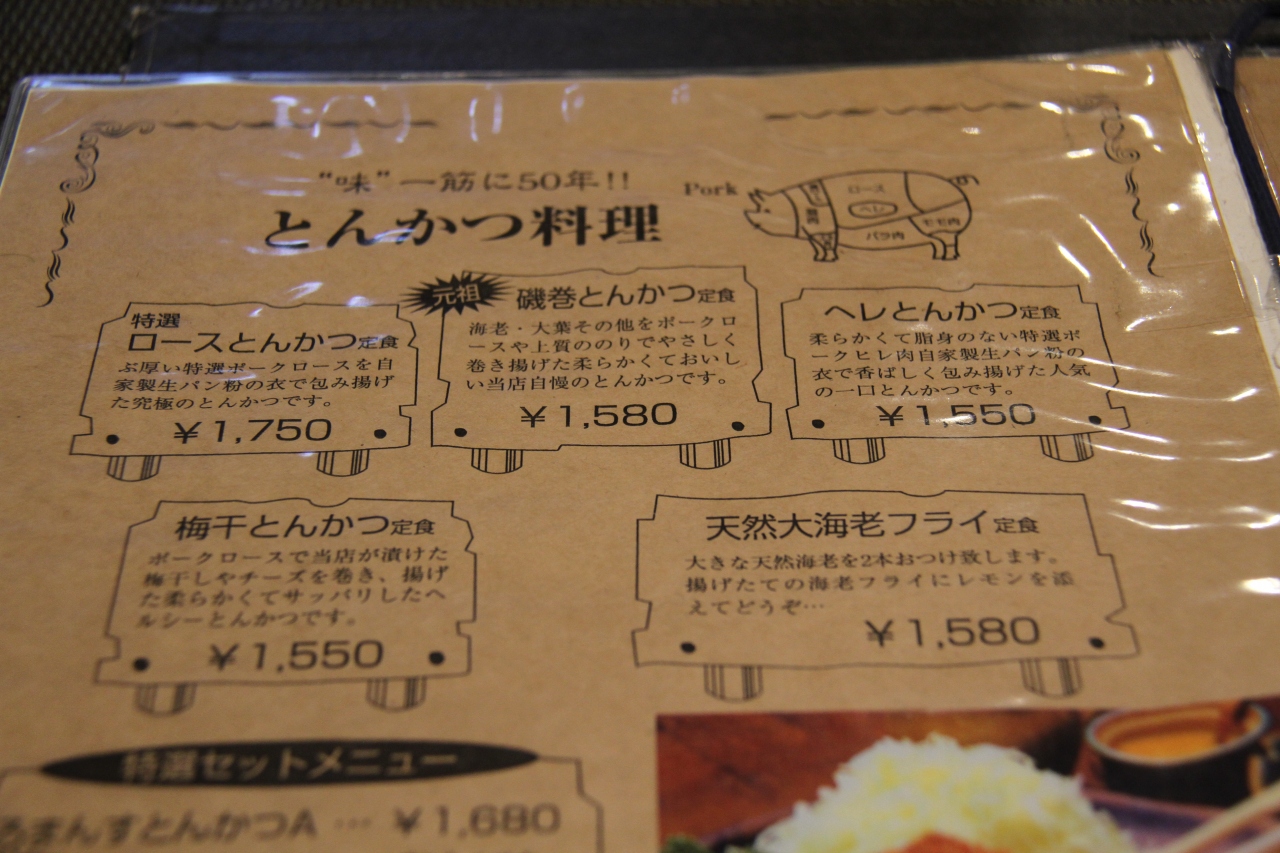 "味"一筋に50年!!
とんかつ料理
Pork
ロース
ヘレ
バラ肉
モモ肉
特選
ロースとんかつ定食
ぶ厚い特選ポークロースを自
家製生パン粉の衣で包み揚げ
た究極のとんかつです。
¥1,750
元祖
磯巻とんかつ定食
海老・大葉その他をポークロ
ースや上質ののりでやさしく
巻き揚げた柔らかくておいし
い当店自慢のとんかつです。
¥1,580
ヘレとんかつ定食
柔らかくて脂身のない特選ポ
ークヒレ肉自家製生パン粉の
衣で香ばしく包み揚げた人気
の一口とんかつです。
¥1,550
梅干とんかつ定食
ポークロースで当店が漬けた
梅干しやチーズを巻き、揚げ
た柔らかくてサッパリしたヘ
ルシーとんかつです。
¥1,550
天然大海老フライ定食
大きな天然海老を2本おつけ致します。
揚げたての海老フライにレモンを添
えてどうぞ…
¥1,580
特選セットメニュー
ろまんすとんかつA … ¥1,680